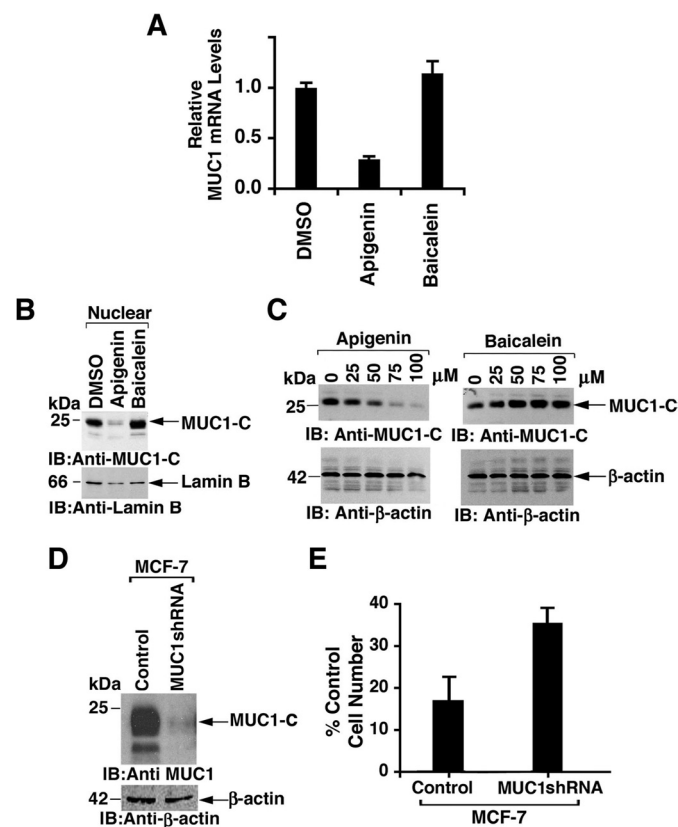 A
Relative
MUC1 mRNA Levels
1.0
0.5
0.0
DMSO
Apigenin
Baicalein
B
Nuclear
DMSO
Apigenin
Baicalein
kDa
25
MUC1-C
IB:Anti-MUC1-C
66
Lamin B
IB:Anti-Lamin B
C
Apigenin
Baicalein
0 25 50 75 100 μM
0 25 50 75 100 μM
kDa
25
MUC1-C
IB: Anti-MUC1-C
IB: Anti-MUC1-C
42
β-actin
IB: Anti-β-actin
IB: Anti-β-actin
D
MCF-7
Control
MUC1shRNA
kDa
25
MUC1-C
IB:Anti MUC1
42
β-actin
IB:Anti-β-actin
E
% Control
Cell Number
40
30
20
10
0
Control
MUC1shRNA
MCF-7